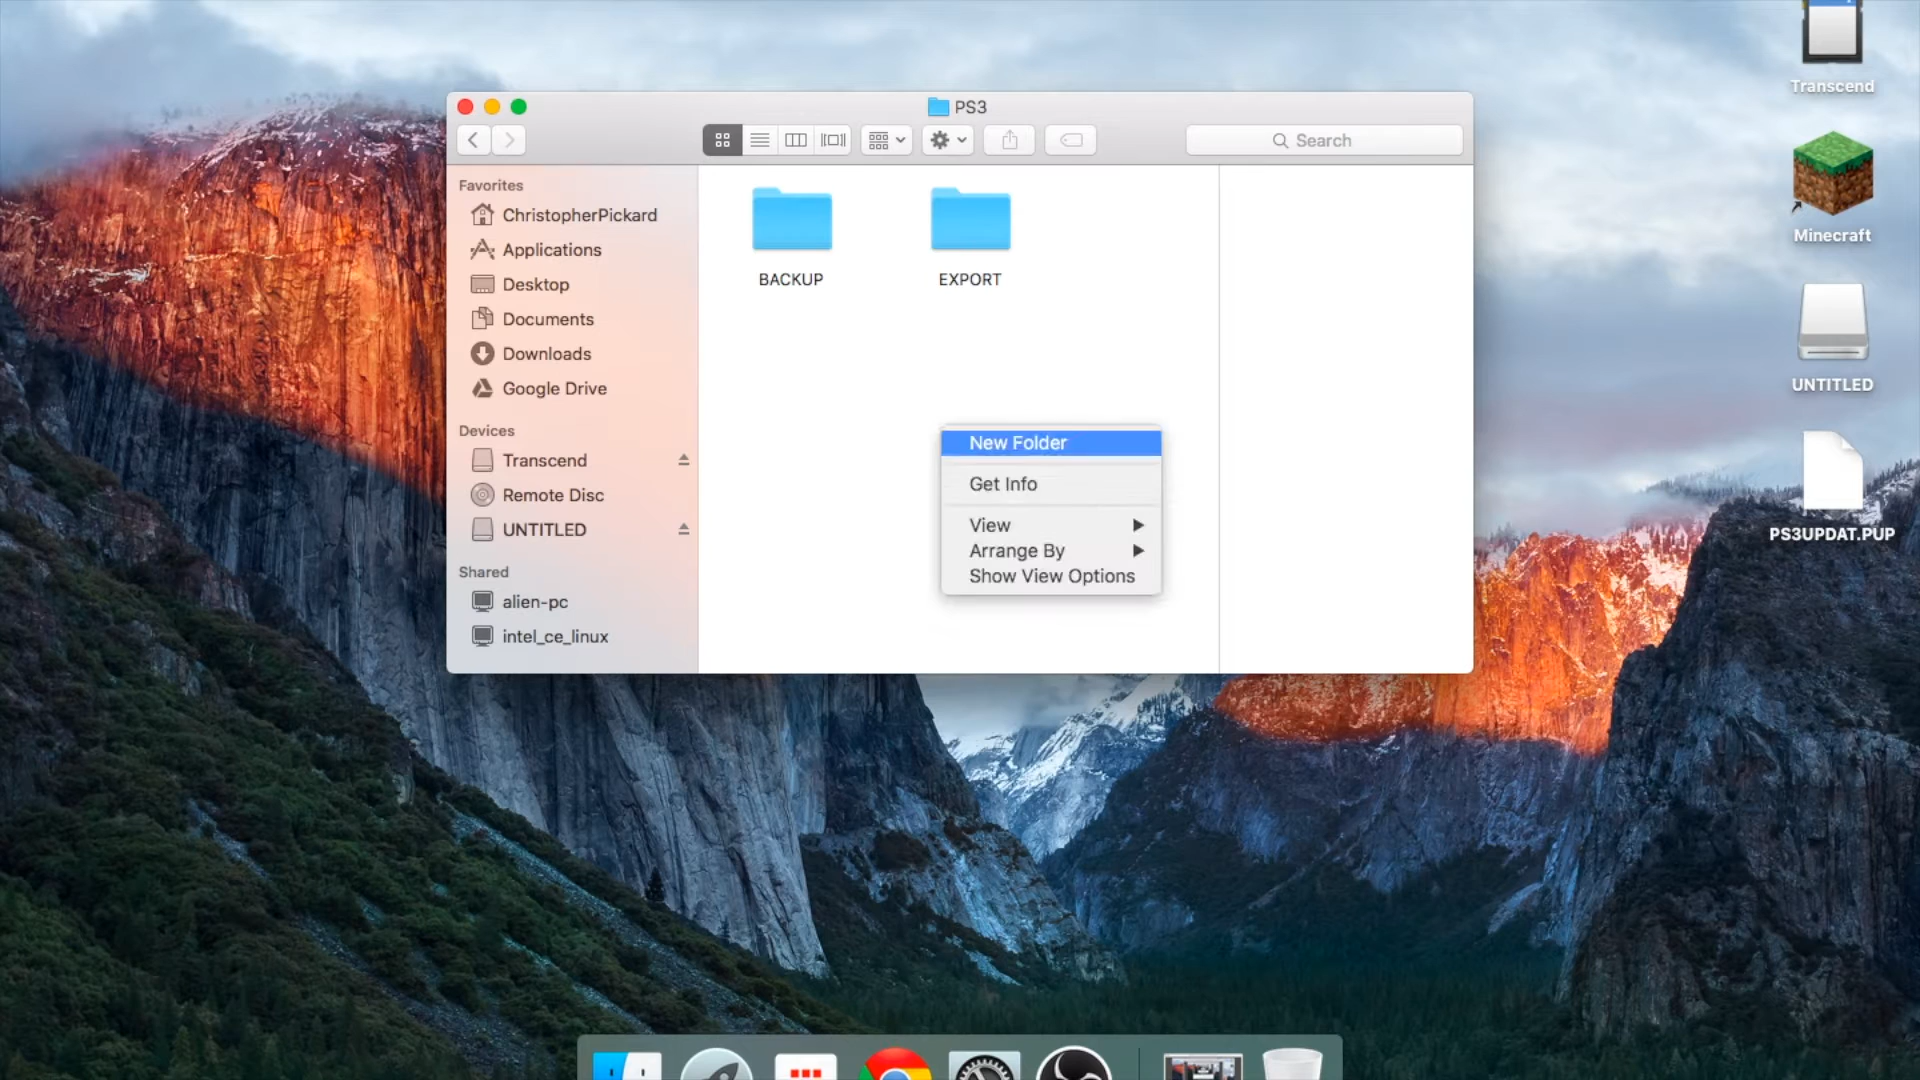 PS3
Search
Favorites
ChristopherPickard
Applications
Desktop
Documents
Downloads
Google Drive
Devices
Transcend
Remote Disc
UNTITLED
Shared
alien-pc
intel_ce_linux
BACKUP
EXPORT
New Folder
Get Info
View
Arrange By
Show View Options
Transcend
Minecraft
UNTITLED
PS3UPDAT.PUP